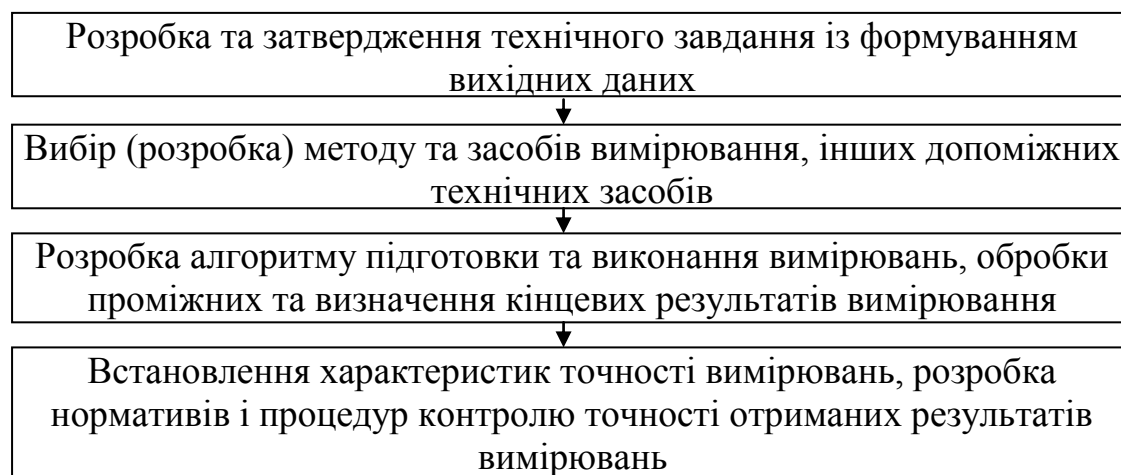 Розробка та затвердження технічного завдання із формуванням
вихідних даних
Вибір (розробка) методу та засобів вимірювання, інших допоміжних
технічних засобів
Розробка алгоритму підготовки та виконання вимірювань, обробки
проміжних та визначення кінцевих результатів вимірювання
Встановлення характеристик точності вимірювань, розробка
нормативів і процедур контролю точності отриманих результатів
вимірювань